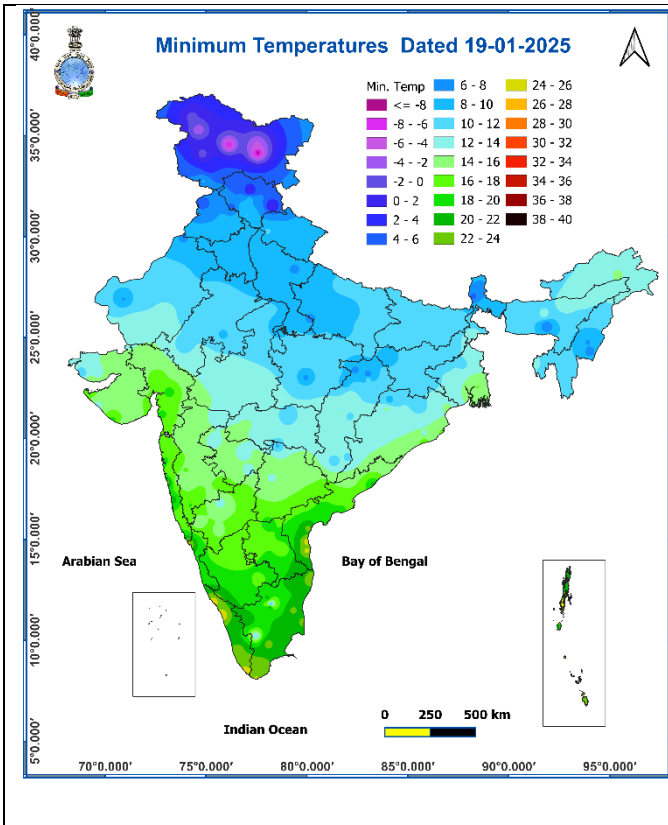 Minimum Temperatures Dated 19-01-2025
Min. Temp
<= -8
-8 - -6
-6 - -4
-4 - -2
-2 - 0
0 - 2
2 - 4
4 - 6
6 - 8
8 - 10
10 - 12
12 - 14
14 - 16
16 - 18
18 - 20
20 - 22
22 - 24
24 - 26
26 - 28
28 - 30
30 - 32
32 - 34
34 - 36
36 - 38
38 - 40
40°0.000'
35°0.000'
30°0.000'
25°0.000'
20°0.000'
15°0.000'
10°0.000'
5°0.000'
Arabian Sea
Bay of Bengal
Indian Ocean
0 250 500 km
70°0.000' 75°0.000' 80°0.000' 85°0.000' 90°0.000' 95°0.000'